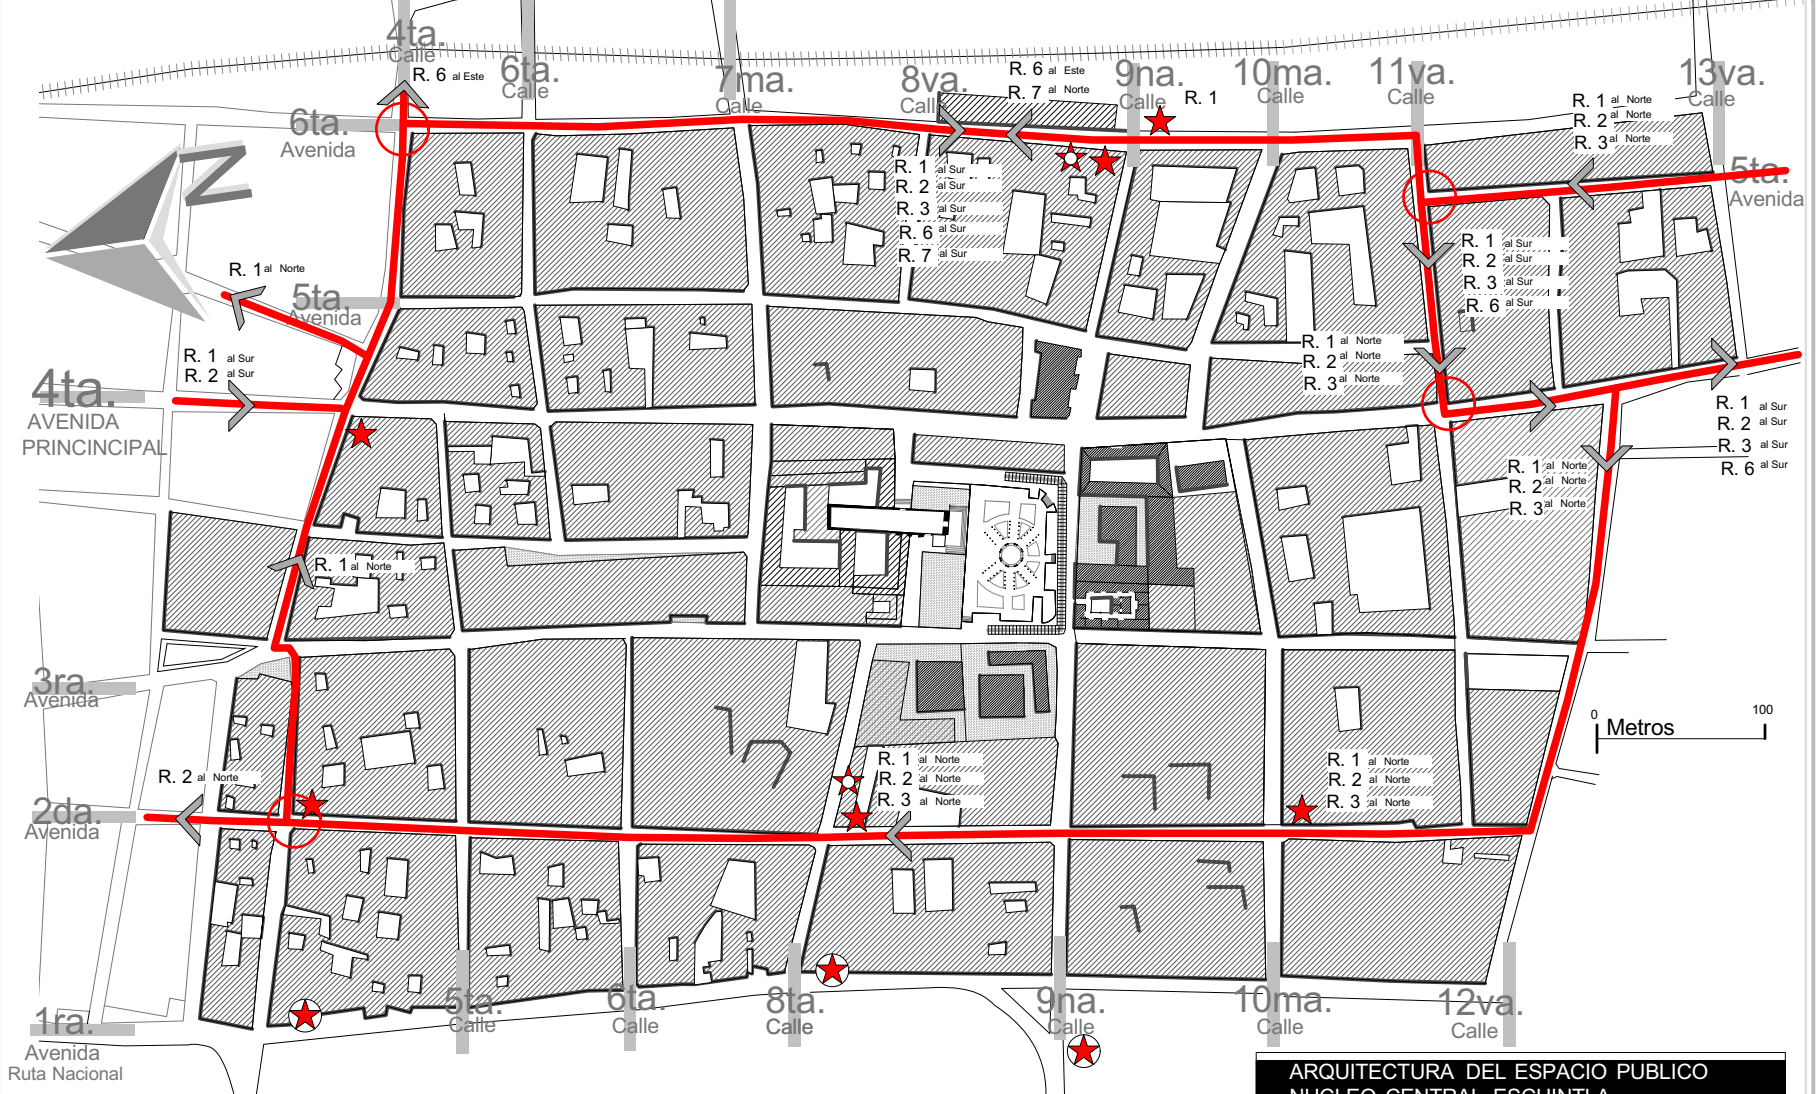 4ta.
Calle
R. 6 al Este
6ta.
Calle
7ma.
Calle
8va.
Call
R. 6 al Este
R. 7 al Norte
9na.
Calle
R. 1
10ma.
Calle
11va.
Calle
13va.
Calle
R. 1 al Norte
R. 2 al Norte
R. 3 al Norte
6ta.
Avenida
N
R. 1 al Sur
R. 2 al Sur
R. 3 al Sur
R. 6 al Sur
R. 7 al Sur
5ta.
Avenida
R. 1 al Norte
5ta.
Avenida
R. 1 al Sur
R. 2 al Sur
R. 3 al Sur
R. 6 al Sur
R. 1 al Sur
R. 2 al Sur
4ta.
AVENIDA
PRINCINCIPAL
R. 1 al Norte
R. 2 al Norte
R. 3 al Norte
R. 1 al Sur
R. 2 al Sur
R. 3 al Sur
R. 6 al Sur
R. 1 al Norte
R. 2 al Norte
R. 3 al Norte
R. 1 al Norte
3ra.
Avenida
0
100
Metros
R. 2 al Norte
R. 1 al Norte
R. 2 al Norte
R. 3 al Norte
R. 1 al Norte
R. 2 al Norte
R. 3 al Norte
2da.
Avenida
1ra.
Avenida
Ruta Nacional
5ta.
Calle
6ta.
Calle
8ta.
Calle
9na.
Calle
10ma.
Calle
12va.
Calle
ARQUITECTURA DEL ESPACIO PUBLICO
NUCLEO CENTRAL ESCUINTLA